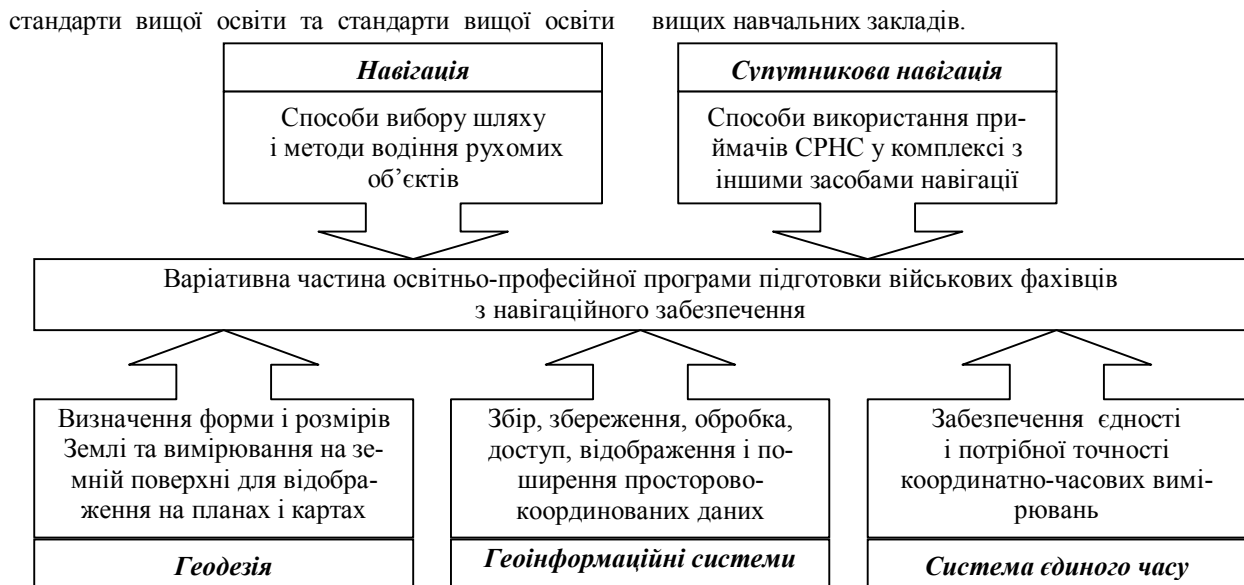 стандарти вищої освіти та стандарти вищої освіти вищих навчальних закладів.
Навігація
Способи вибору шляху
і методи водіння рухомих
об’єктів
Супутникова навігація
Способи використання при-
ймачів СРНС у комплексі з
іншими засобами навігації
Варіативна частина освітньо-професійної програми підготовки військових фахівців
з навігаційного забезпечення
Визначення форми і розмірів
Землі та вимірювання на зе-
мній поверхні для відобра-
ження на планах і картах
Геодезія
Збір, збереження, обробка,
доступ, відображення і по-
ширення просторово-
координованих даних
Геоінформаційні системи
Забезпечення єдності
і потрібної точності
координатно-часових вимі-
рювань
Система єдиного часу